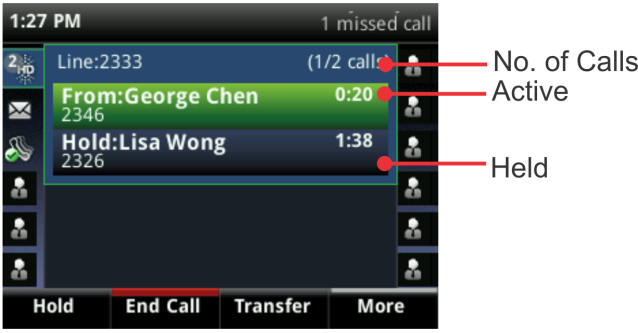 1:27 PM 1 missed call
2 HD
Line:2333 (1/2 calls) No. of Calls
From:George Chen 0:20 Active
2346
Hold:Lisa Wong 1:38
2326 Held
Hold End Call Transfer More